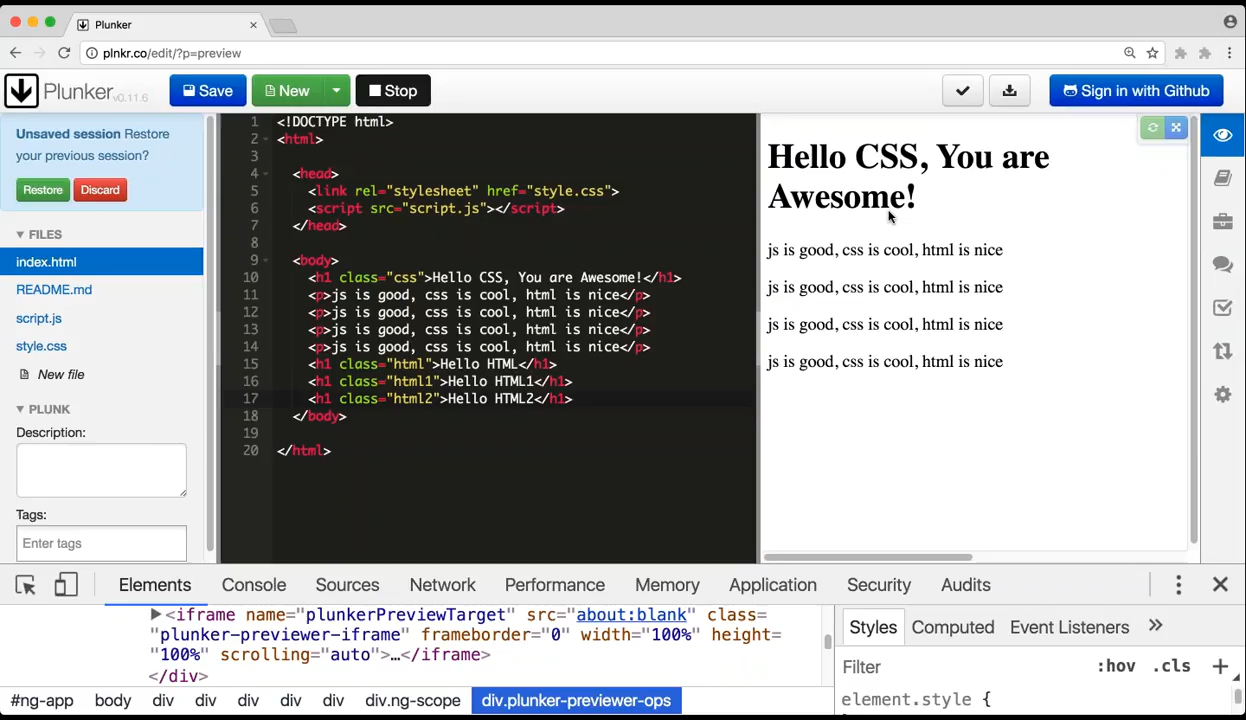 Plunker
plnkr.co/edit/?p=preview
Plunker v0.11.6
Save
New
Stop
Sign in with Github
Unsaved session Restore
your previous session?
Restore
Discard
FILES
index.html
README.md
script.js
style.css
New file
PLUNK
Description:
Tags:
Enter tags
1 <!DOCTYPE html>
2 <html>
3
4 <head>
5 <link rel="stylesheet" href="style.css">
6 <script src="script.js"></script>
7 </head>
8
9 <body>
10 <h1 class="css">Hello CSS, You are Awesome!</h1>
11 <p>js is good, css is cool, html is nice</p>
12 <p>js is good, css is cool, html is nice</p>
13 <p>js is good, css is cool, html is nice</p>
14 <p>js is good, css is cool, html is nice</p>
15 <h1 class="html">Hello HTML</h1>
16 <h1 class="html1">Hello HTML1</h1>
17 <h1 class="html2">Hello HTML2</h1>
18 </body>
19
20 </html>
Hello CSS, You are
Awesome!
js is good, css is cool, html is nice
js is good, css is cool, html is nice
js is good, css is cool, html is nice
js is good, css is cool, html is nice
Elements Console Sources Network Performance Memory Application Security Audits
<iframe name="plunkerPreviewTarget" src="about:blank" class=
"plunker-previewer-iframe" frameborder="0" width="100%" height=
"100%" scrolling="auto">…</iframe>
</div>
#ng-app body div div div div div div.ng-scope div.plunker-previewer-ops
Styles Computed Event Listeners »
Filter :hov .cls +
element.style {